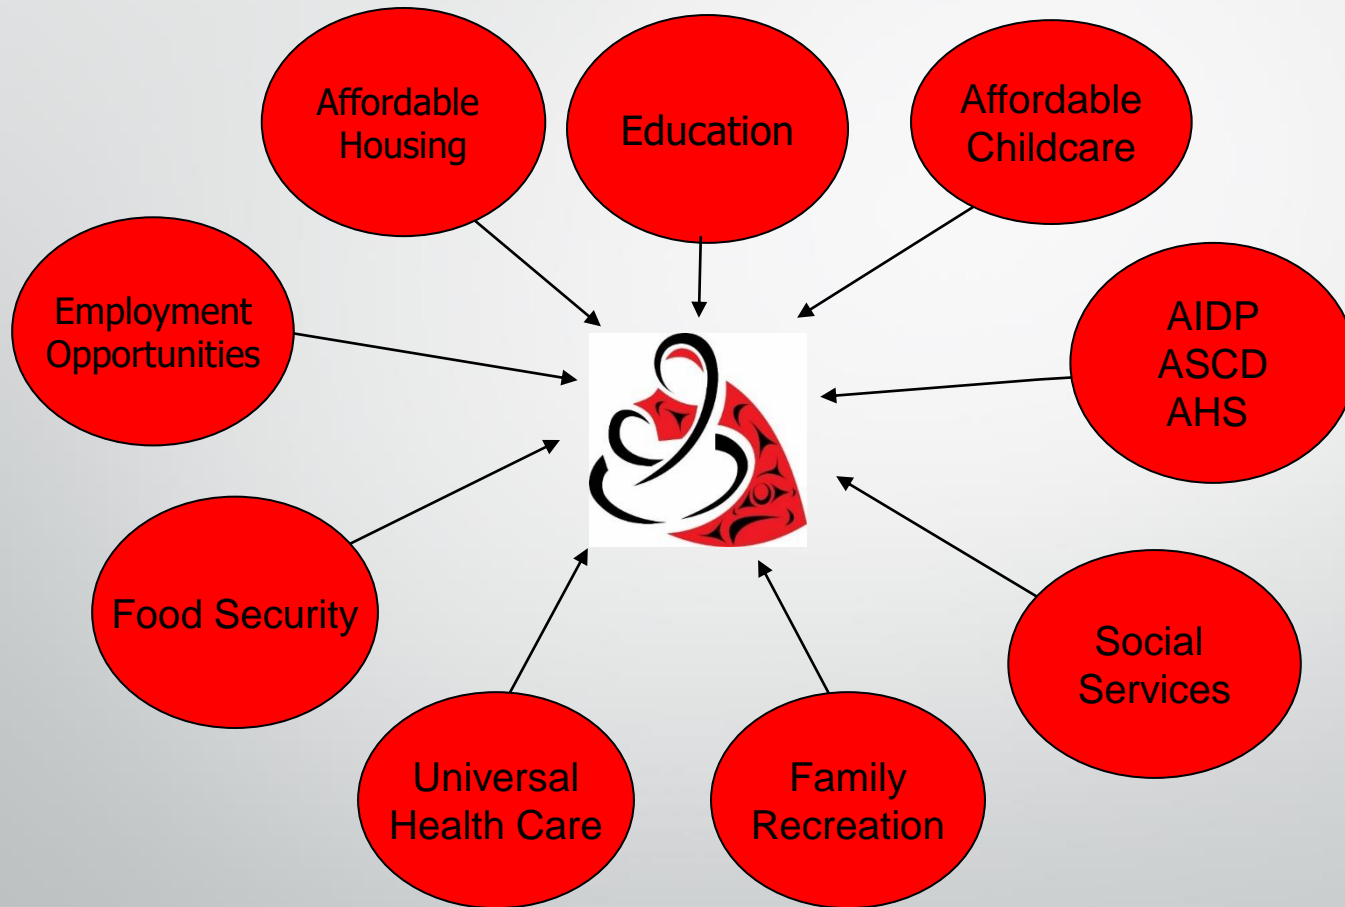 Affordable
Housing
Education
Affordable
Childcare
Employment
Opportunities
AIDP
ASCD
AHS
Food Security
Social
Services
Universal
Health Care
Family
Recreation